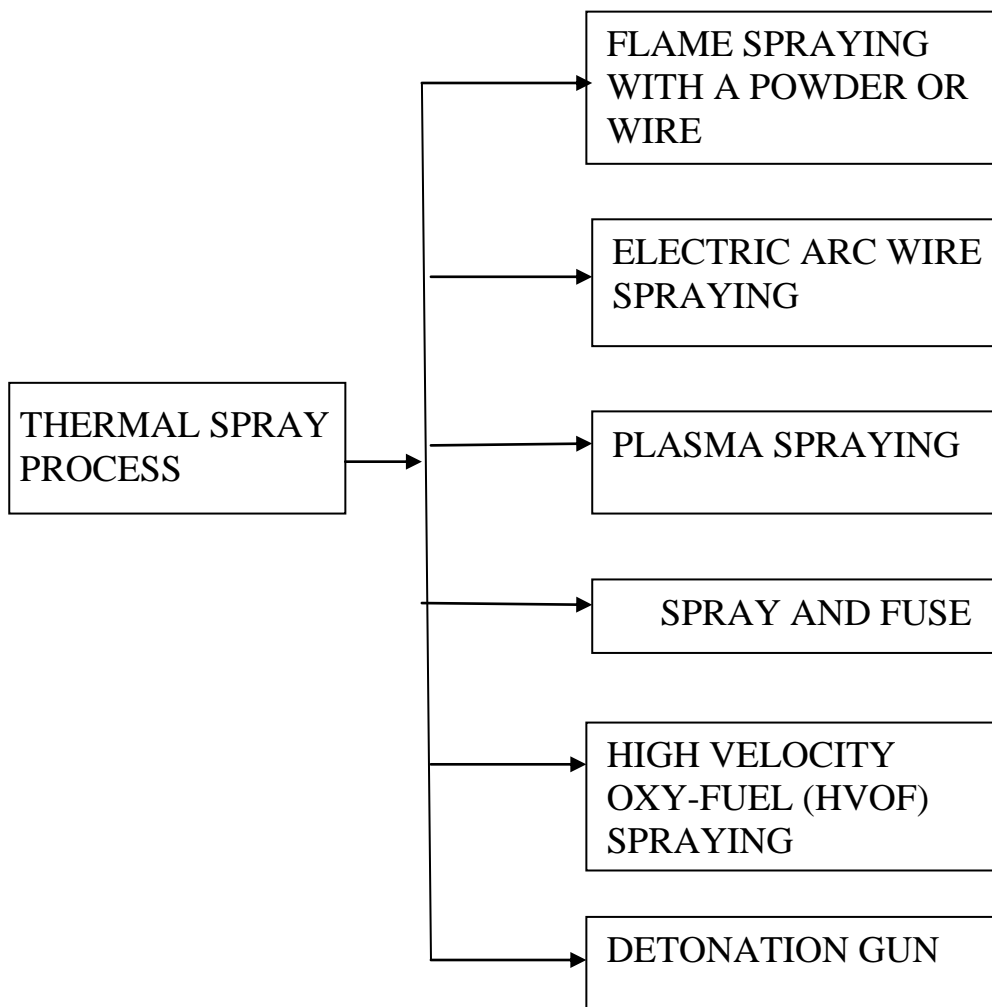 FLAME SPRAYING
WITH A POWDER OR
WIRE
ELECTRIC ARC WIRE
SPRAYING
THERMAL SPRAY
PROCESS
PLASMA SPRAYING
SPRAY AND FUSE
HIGH VELOCITY
OXY-FUEL (HVOF)
SPRAYING
DETONATION GUN